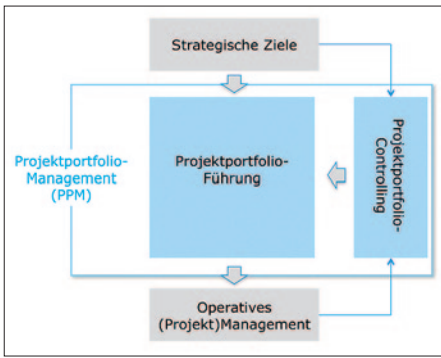 Strategische Ziele
Projektportfolio-
Management
(PPM)
Projektportfolio-
Führung
Projektportfolio-
Controlling
Operatives
(Projekt)Management